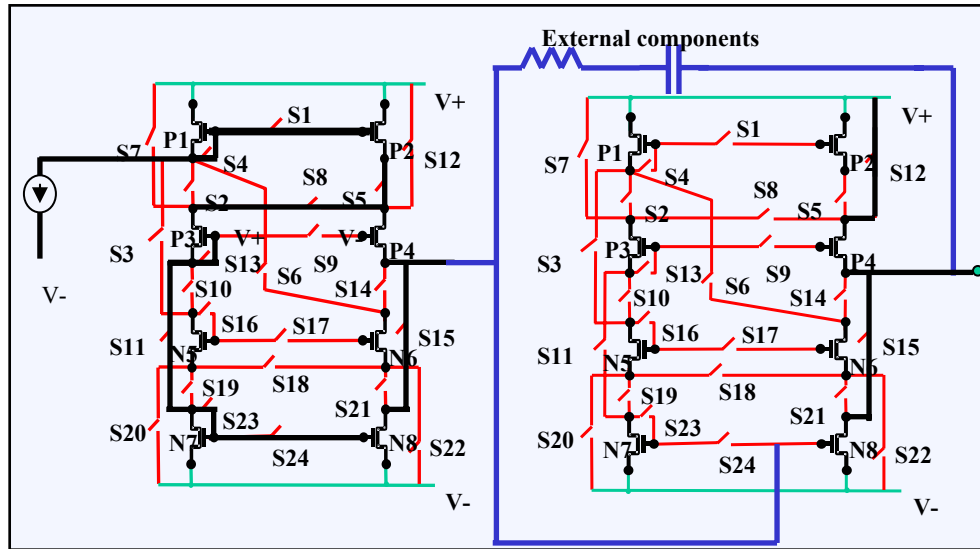 External components
V+
S1
P1
P2
S7
S4
S12
S8
S2
S5
P3
V+
V-
P4
S3
S13
S9
S6
S10
S14
V-
S16
S17
S11
S15
N5
N6
S18
S19
S21
S20
S23
N7
S24
N8
S22
V-
V+
S1
P1
P2
S7
S4
S12
S8
S2
S5
P3
P4
S3
S13
S9
S6
S10
S14
S16
S17
S11
S15
N5
N6
S18
S19
S21
S20
S23
N7
S24
N8
S22
V-